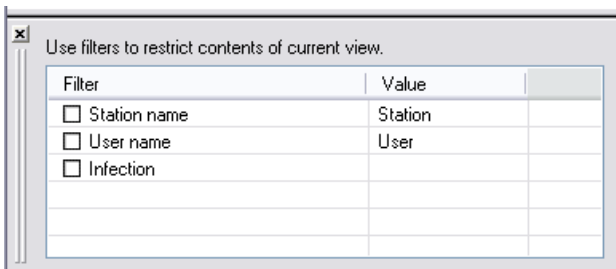 Use filters to restrict contents of current view.
Filter Value
Station name Station
User name User
Infection